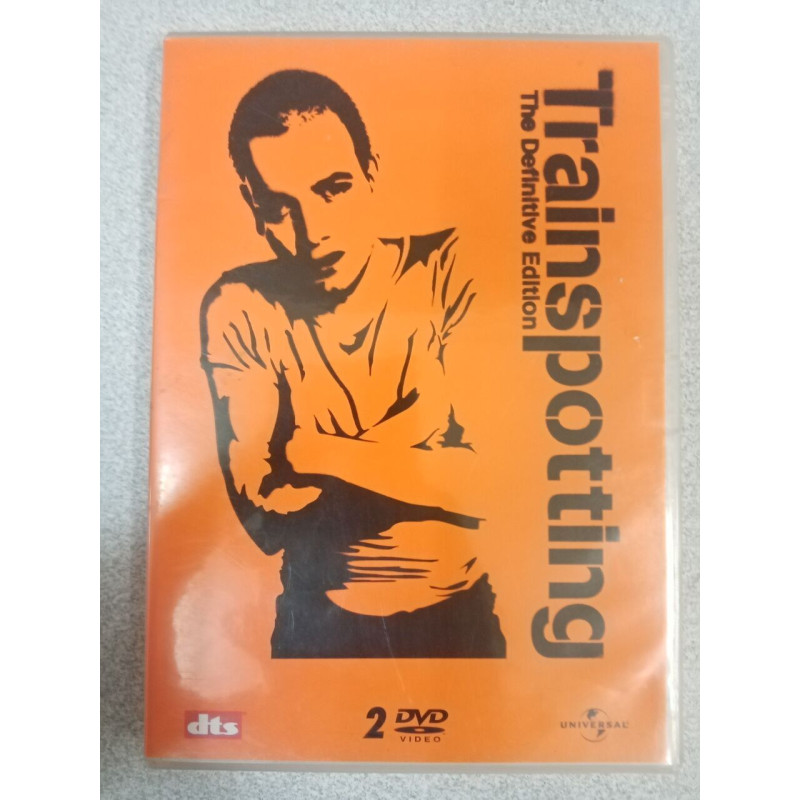 Trainspotting
The Definitive Edition
dts
2 DVD
VIDEO
UNIVERSAL